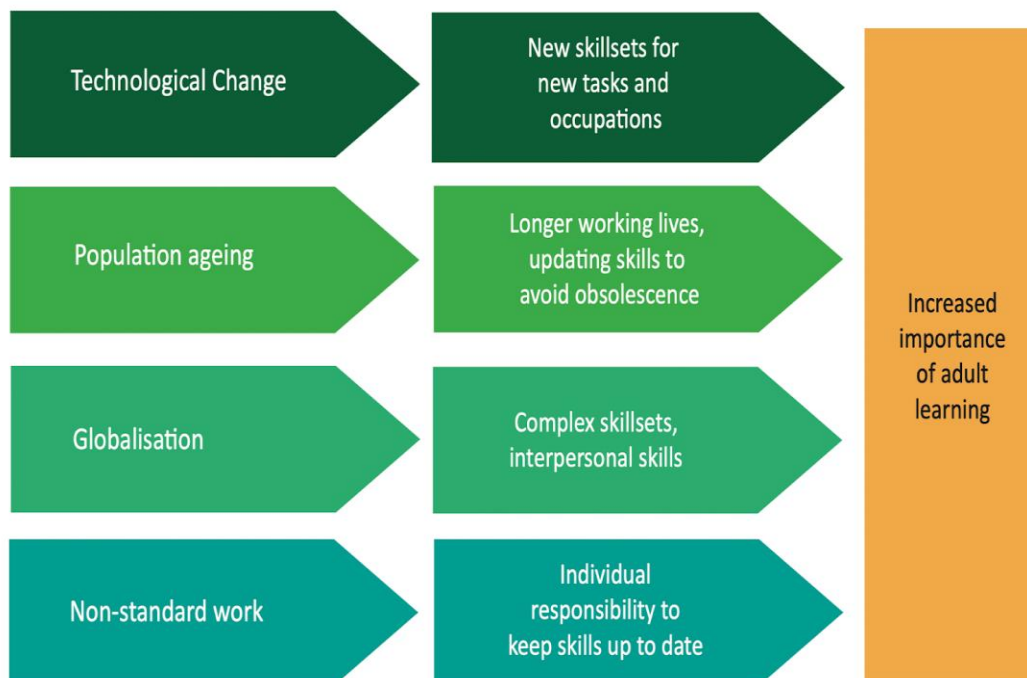 Technological Change
New skillsets for
new tasks and
occupations
Population ageing
Longer working lives,
updating skills to
avoid obsolescence
Globalisation
Complex skillsets,
interpersonal skills
Non-standard work
Individual
responsibility to
keep skills up to date
Increased
importance
of adult
learning